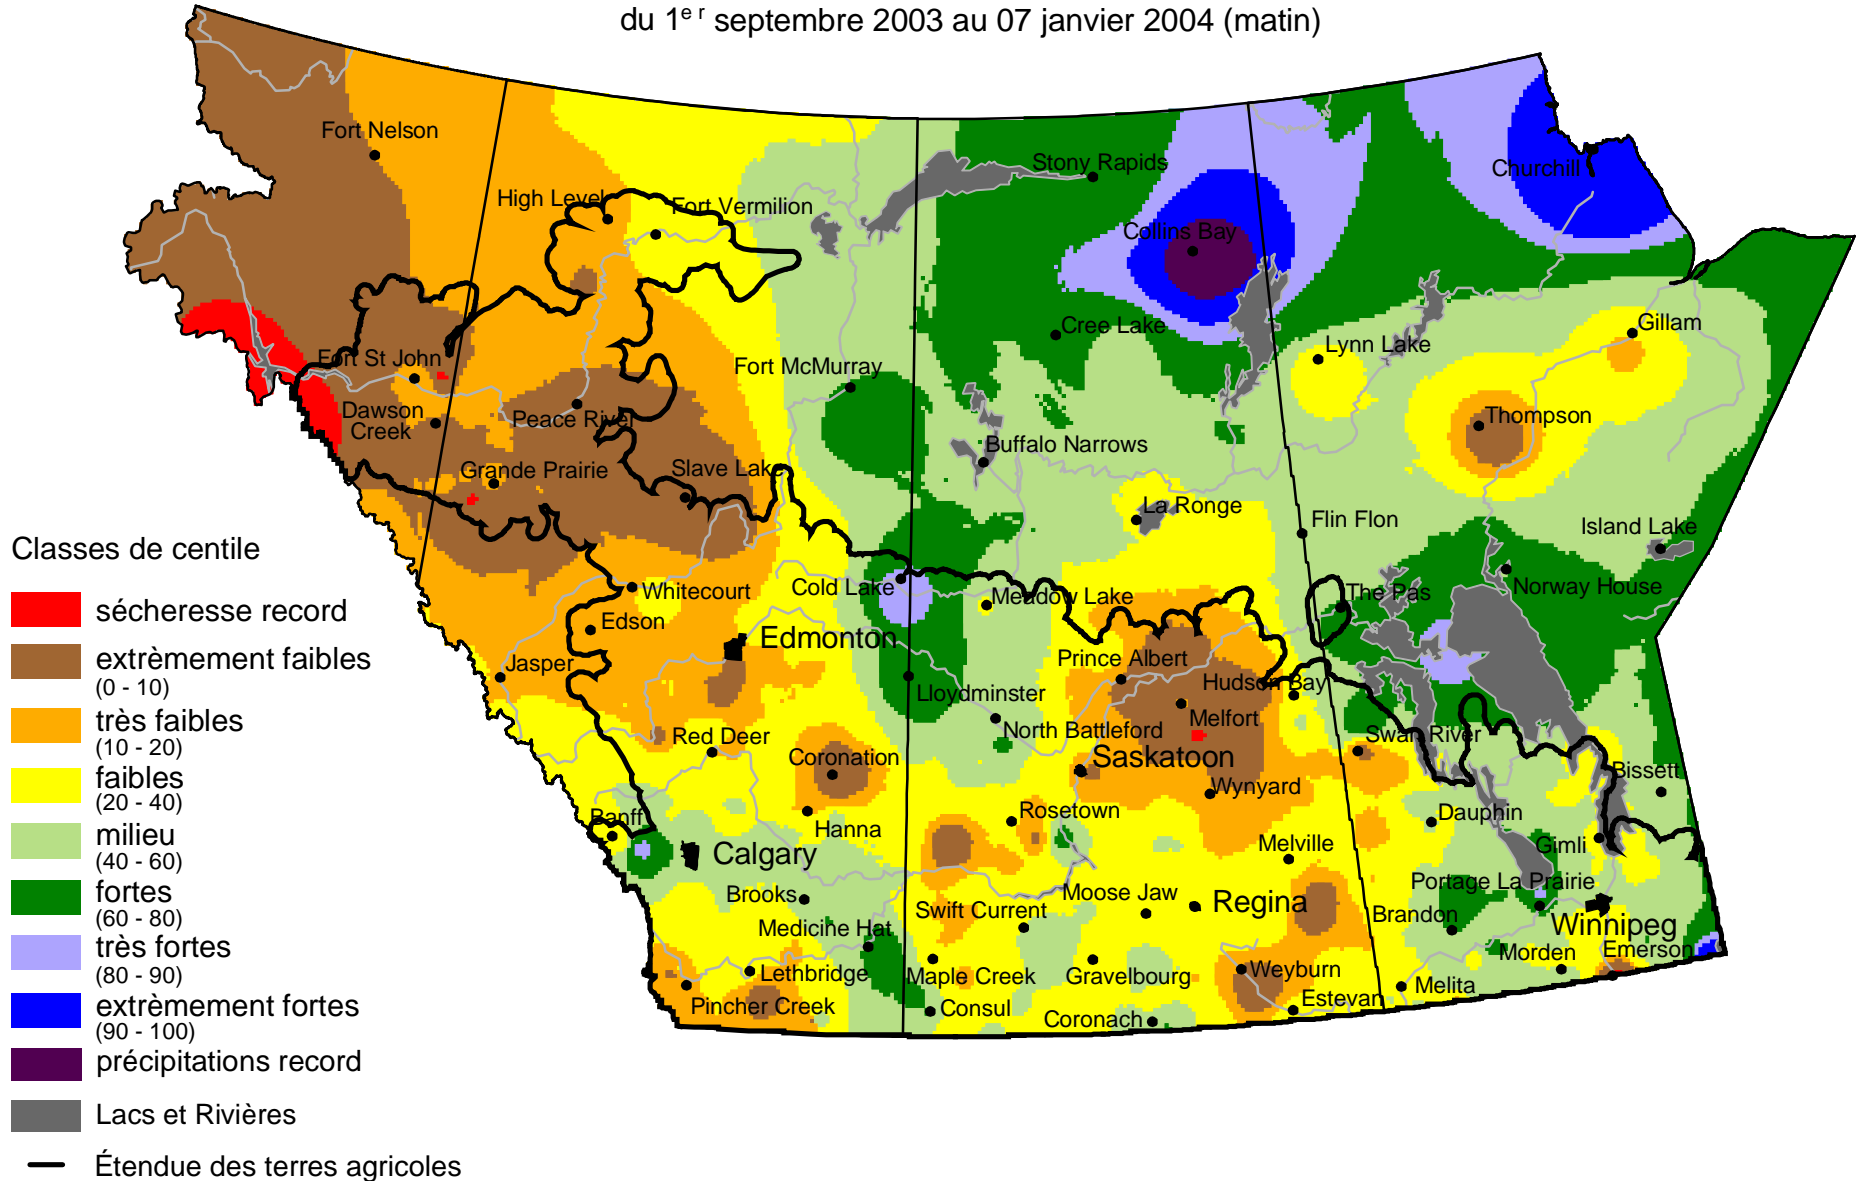 du 1er septembre 2003 au 07 janvier 2004 (matin)
Fort Nelson
Churchill
Stony Rapids
High Level
Fort Vermilion
Collins Bay
Gillam
Cree Lake
Lynn Lake
Fort St John
Fort McMurray
Dawson
Creek
Peace River
Thompson
Buffalo Narrows
Grande Prairie
Slave Lake
La Ronge
Flin Flon
Island Lake
Cold Lake
Whitecourt
Meadow Lake
The Pas
Norway House
Edson
Edmonton
Jasper
Prince Albert
Hudson Bay
Lloydminster
Melfort
North Battleford
Red Deer
Swan River
Coronation
Saskatoon
Bissett
Wynyard
Rosetown
Banff
Hanna
Dauphin
Calgary
Melville
Gimli
Brooks
Moose Jaw
Portage La Prairie
Swift Current
Regina
Brandon
Medicine Hat
Winnipeg
Lethbridge
Maple Creek
Gravelbourg
Weyburn
Morden
Emerson
Pincher Creek
Consul
Coronach
Estevan
Melita
Classes de centile
sécheresse record
extrèmement faibles
(0 - 10)
très faibles
(10 - 20)
faibles
(20 - 40)
milieu
(40 - 60)
fortes
(60 - 80)
très fortes
(80 - 90)
extrèmement fortes
(90 - 100)
précipitations record
Lacs et Rivières
Étendue des terres agricoles